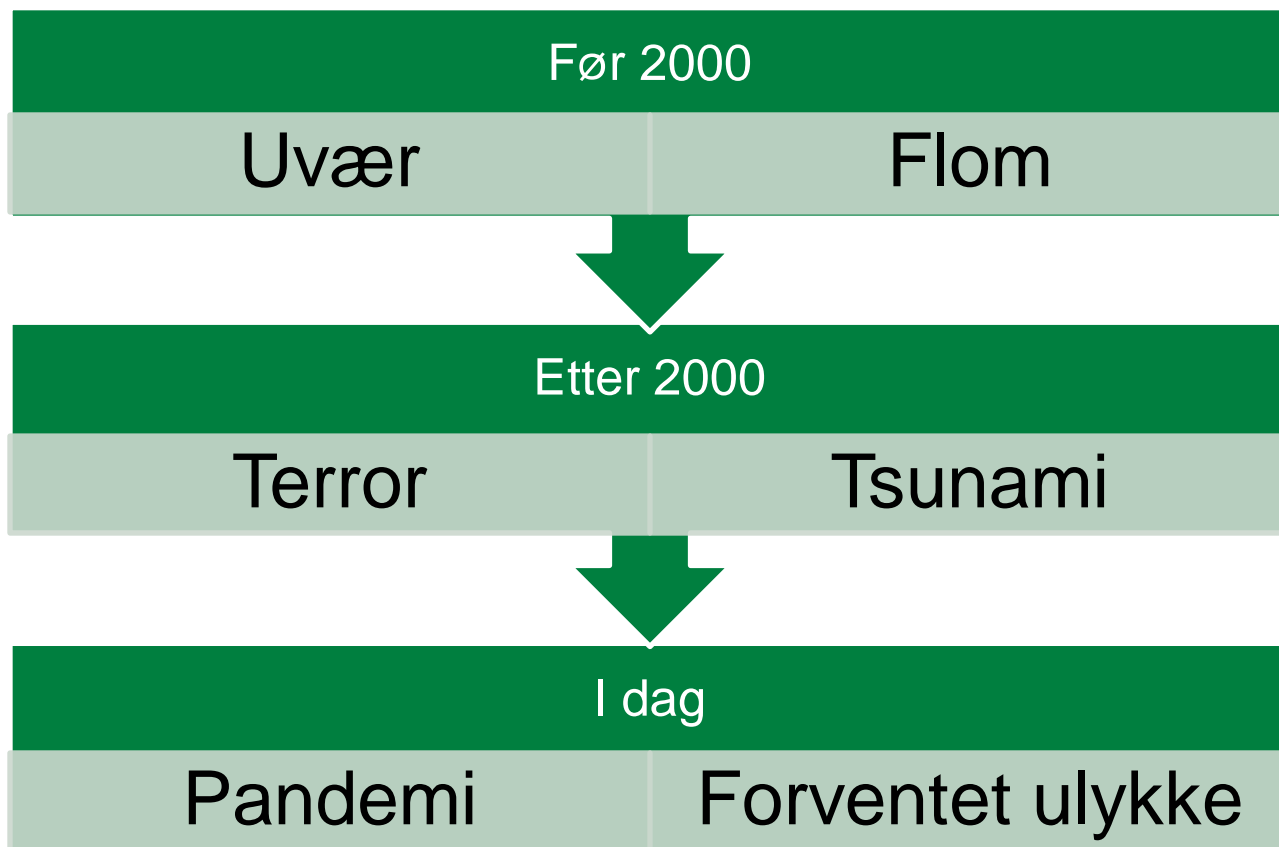 Før 2000
Uvær Flom
Etter 2000
Terror Tsunami
I dag
Pandemi Forventet ulykke